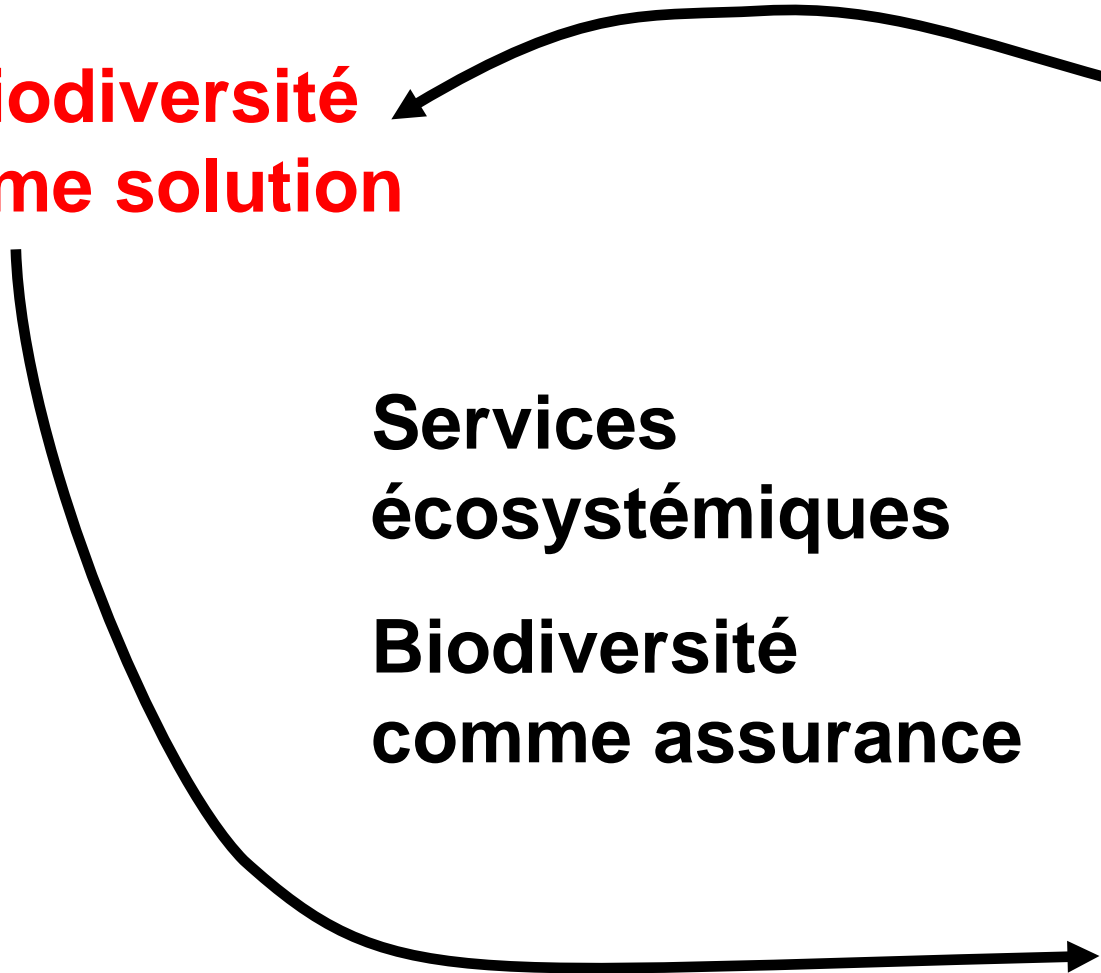 iodiversité
me solution
Services
écosystémiques
Biodiversité
comme assurance